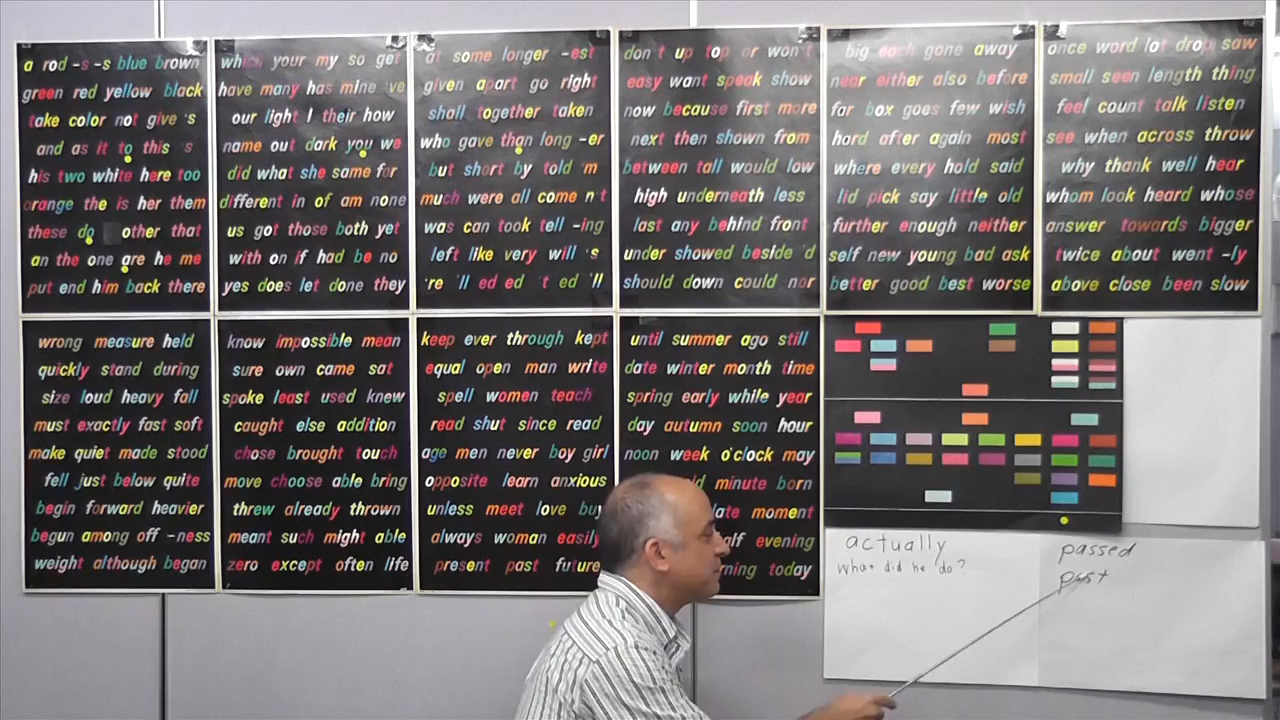 a rod -s -s blue brown
green red yellow black
take color not give 's
and as it to this 's
his two white here too
orange the is her them
these do other that
an the one are he me
put end him back there
which your my so get
have many has mine 've
our light I their how
name out dark you we
did what she same for
different in of am none
us got those both yet
with on if had be no
yes does let done they
at some longer -est
given apart go right
shall together taken
who gave than long -er
but short by told 'm
much were all come n't
was can took tell -ing
left like very will 's
're 'll ed ed 't ed 'll
don't up top or won't
easy want speak show
now because first more
next then shown from
between tall would low
high underneath less
last any behind front
under showed beside 'd
should down could nor
big each gone away
near either also before
far box goes few wish
hard after again most
where every hold said
lid pick say little old
further enough neither
self new young bad ask
better good best worse
once word lot drop saw
small seen length thing
feel count talk listen
see when across throw
why thank well hear
whom look heard whose
answer towards bigger
twice about went -ly
above close been slow
wrong measure held
quickly stand during
size loud heavy fall
must exactly fast soft
make quiet made stood
fell just below quite
begin forward heavier
begun among off -ness
weight although began
know impossible mean
sure own came sat
spoke least used knew
caught else addition
chose brought touch
move choose able bring
threw already thrown
meant such might able
zero except often life
keep ever through kept
equal open man write
spell women teach
read shut since read
age men never boy girl
opposite learn anxious
unless meet love buy
always woman easily
present past future
until summer ago still
date winter month time
spring early while year
day autumn soon hour
noon week o'clock may
minute born
moment
evening
today
actually
what did he do?
passed
past